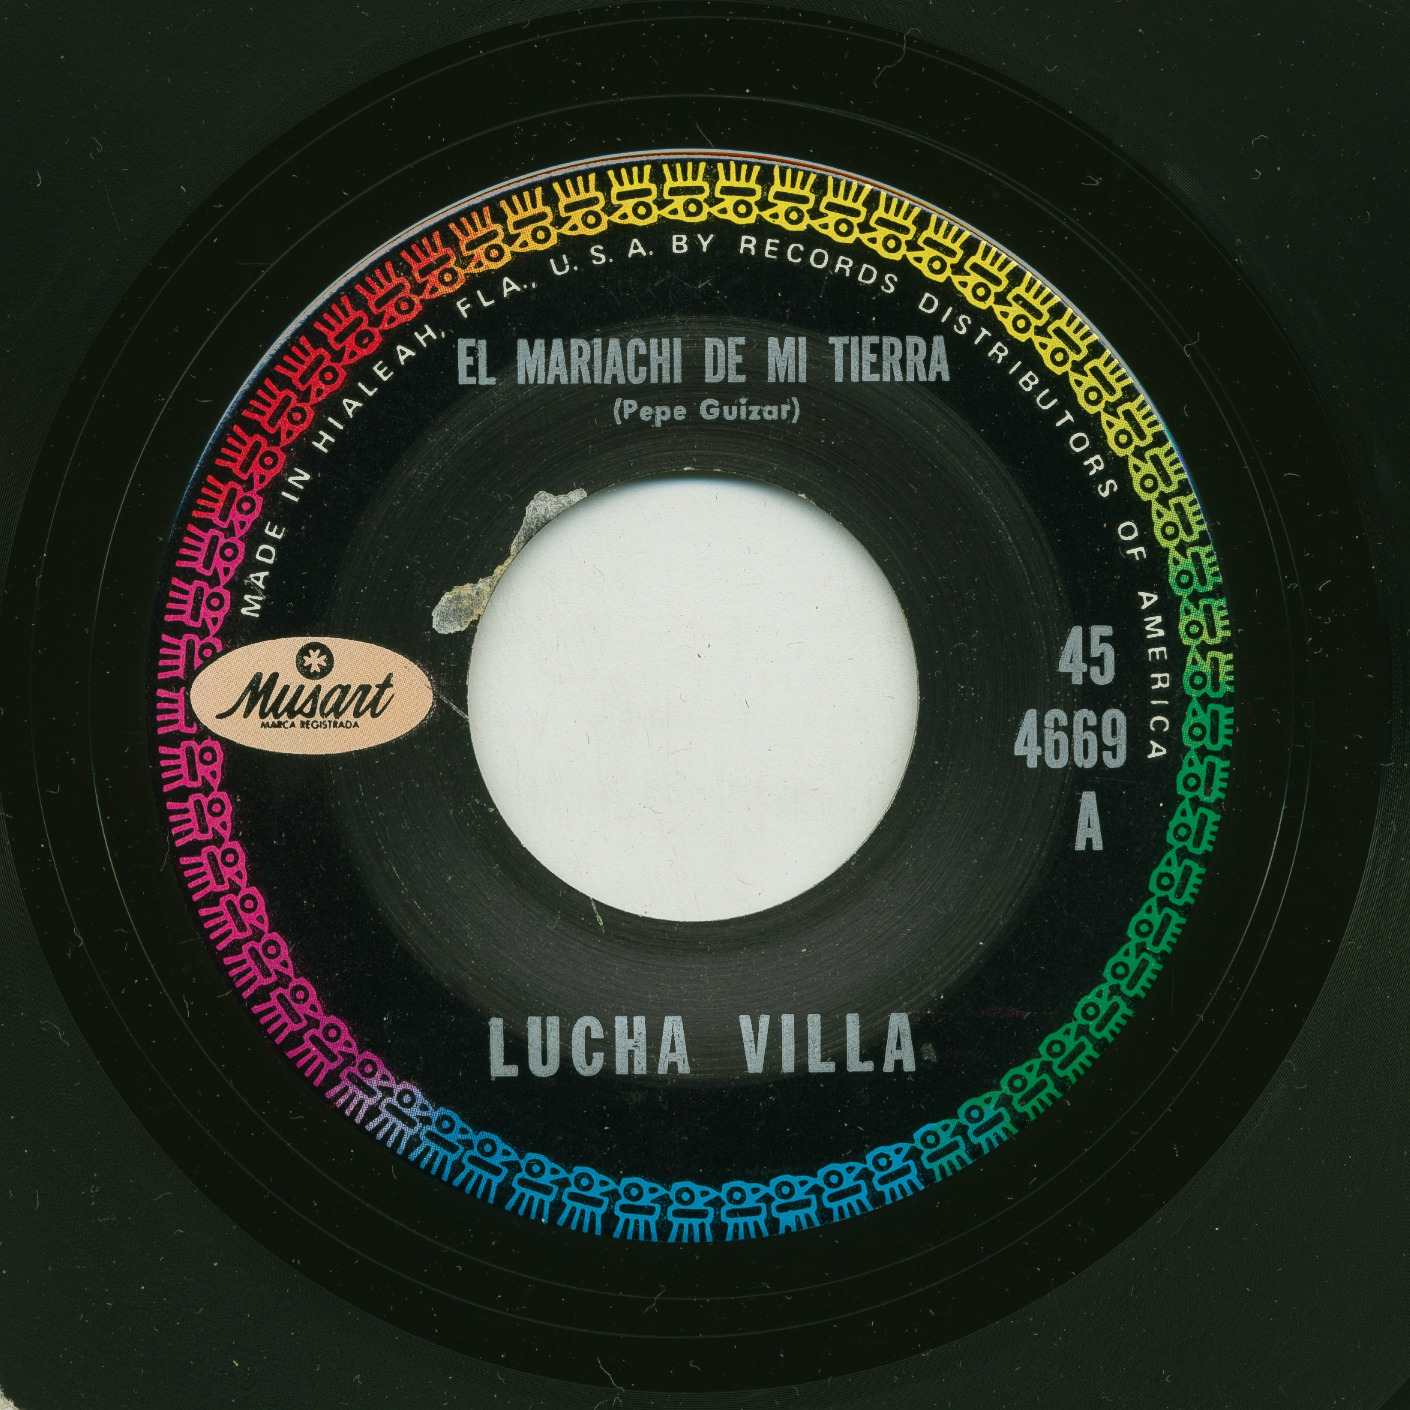 MADE IN HIALEAH, FLA., U. S. A. BY RECORDS DISTRIBUTORS OF AMERICA
EL MARIACHI DE MI TIERRA
(Pepe Guizar)
Musart
MARCA REGISTRADA
45
4669
A
LUCHA VILLA